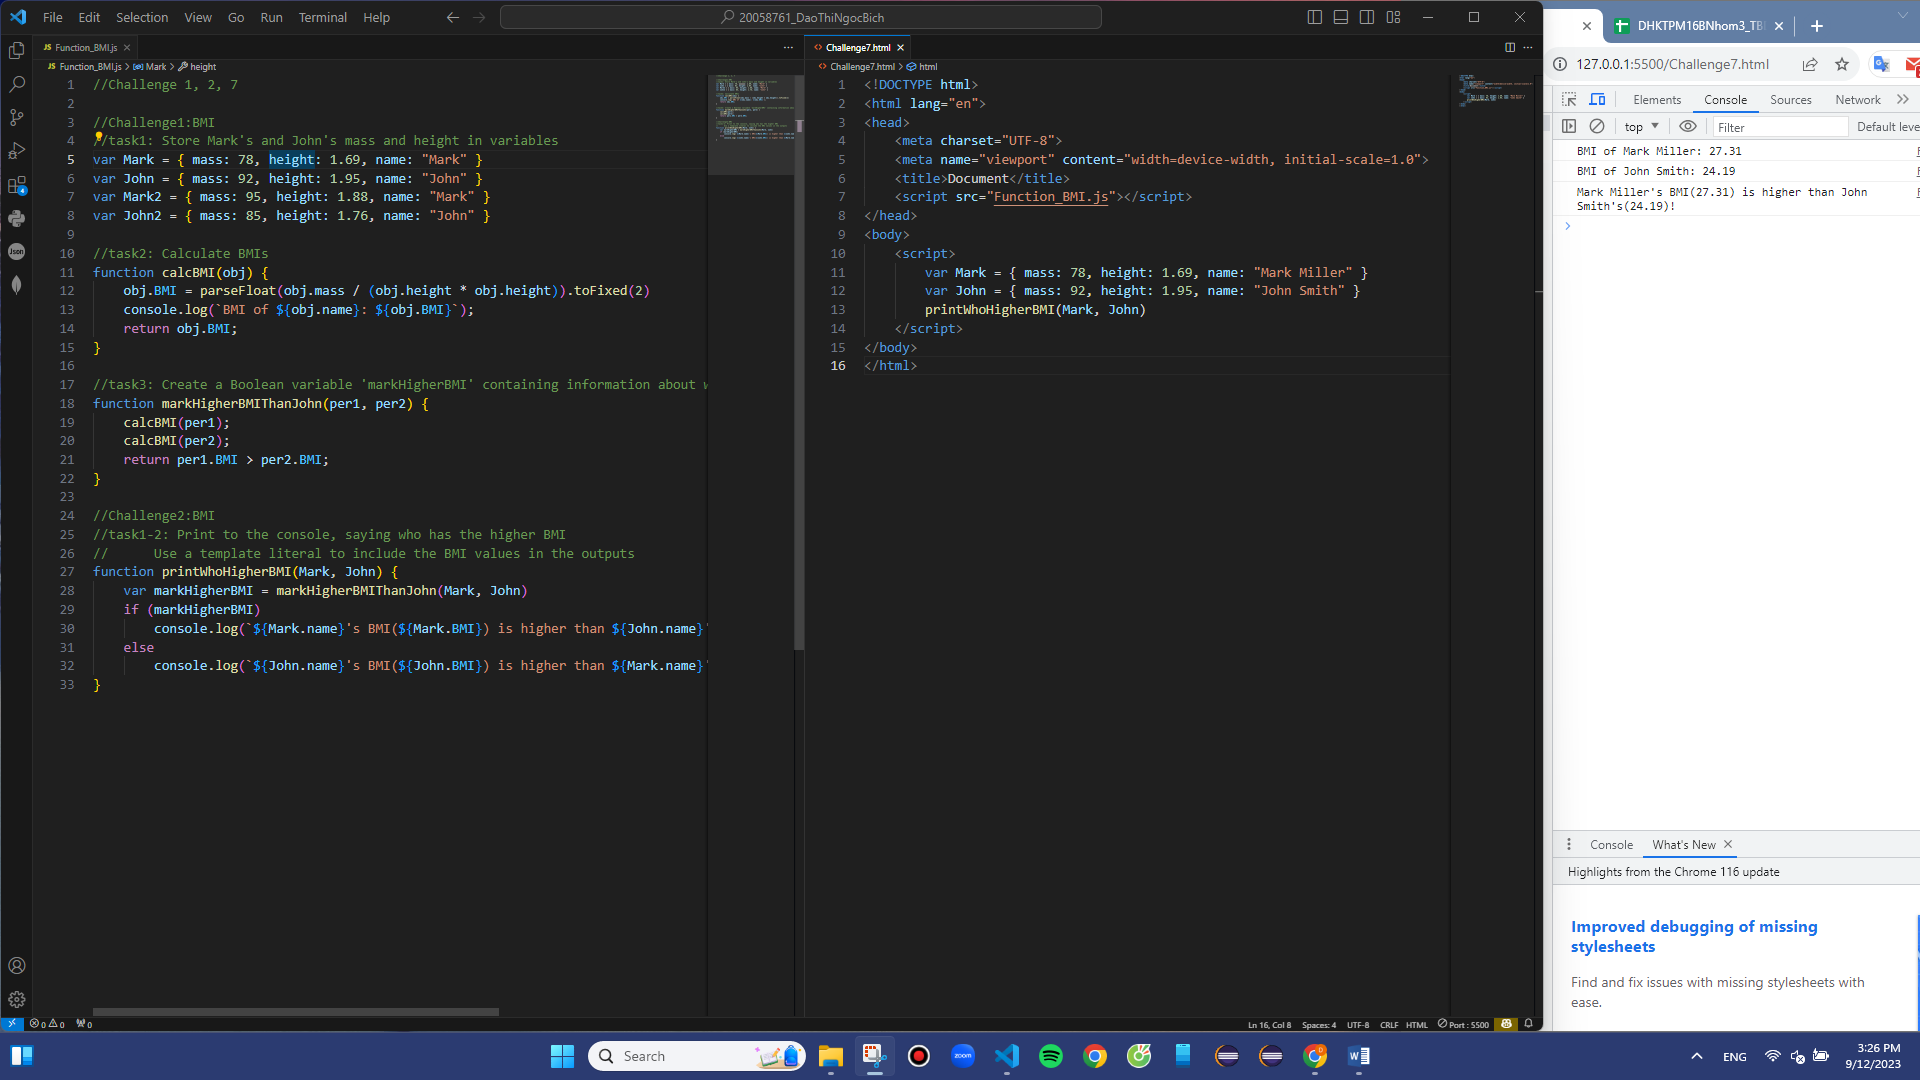 File Edit Selection View Go Run Terminal Help
20058761_DaoThiNgocBich
JS Function_BMI.js
Function_BMI.js > Mark > height
1 //Challenge 1, 2, 7
2
3 //Challenge1:BMI
4 //task1: Store Mark's and John's mass and height in variables
5 var Mark = { mass: 78, height: 1.69, name: "Mark" }
6 var John = { mass: 92, height: 1.95, name: "John" }
7 var Mark2 = { mass: 95, height: 1.88, name: "Mark" }
8 var John2 = { mass: 85, height: 1.76, name: "John" }
9
10 //task2: Calculate BMIs
11 function calcBMI(obj) {
12 obj.BMI = parseFloat(obj.mass / (obj.height * obj.height)).toFixed(2)
13 console.log(`BMI of ${obj.name}: ${obj.BMI}`);
14 return obj.BMI;
15 }
16
17 //task3: Create a Boolean variable 'markHigherBMI' containing information about
18 function markHigherBMIThanJohn(per1, per2) {
19 calcBMI(per1);
20 calcBMI(per2);
21 return per1.BMI > per2.BMI;
22 }
23
24 //Challenge2:BMI
25 //task1-2: Print to the console, saying who has the higher BMI
26 // Use a template literal to include the BMI values in the outputs
27 function printWhoHigherBMI(Mark, John) {
28 var markHigherBMI = markHigherBMIThanJohn(Mark, John)
29 if (markHigherBMI)
30 console.log(`${Mark.name}'s BMI(${Mark.BMI}) is higher than ${John.name}'
31 else
32 console.log(`${John.name}'s BMI(${John.BMI}) is higher than ${Mark.name}'
33 }
Challenge7.html
Challenge7.html > html
1 <!DOCTYPE html>
2 <html lang="en">
3 <head>
4 <meta charset="UTF-8">
5 <meta name="viewport" content="width=device-width, initial-scale=1.0">
6 <title>Document</title>
7 <script src="Function_BMI.js"></script>
8 </head>
9 <body>
10 <script>
11 var Mark = { mass: 78, height: 1.69, name: "Mark Miller" }
12 var John = { mass: 92, height: 1.95, name: "John Smith" }
13 printWhoHigherBMI(Mark, John)
14 </script>
15 </body>
16 </html>
DHKTPM16BNhom3_TB
127.0.0.1:5500/Challenge7.html
Elements Console Sources Network
top Filter Default leve
BMI of Mark Miller: 27.31
BMI of John Smith: 24.19
Mark Miller's BMI(27.31) is higher than John
Smith's(24.19)!
Console What's New
Highlights from the Chrome 116 update
Improved debugging of missing
stylesheets
Find and fix issues with missing stylesheets with
ease.
0 0 0 Ln 16, Col 8 Spaces: 4 UTF-8 CRLF HTML Port : 5500
Search zoom ENG 3:26 PM
9/12/2023